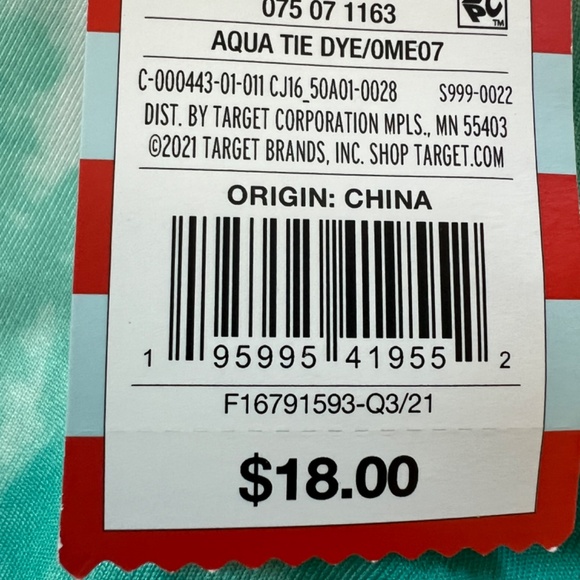 075 07 1163
PC
TM
AQUA TIE DYE/0ME07
C-000443-01-011 CJ16_50A01-0028 S999-0022
DIST. BY TARGET CORPORATION MPLS., MN 55403
©2021 TARGET BRANDS, INC. SHOP TARGET.COM
ORIGIN: CHINA
1 95995 41955 2
F16791593-Q3/21
$18.00